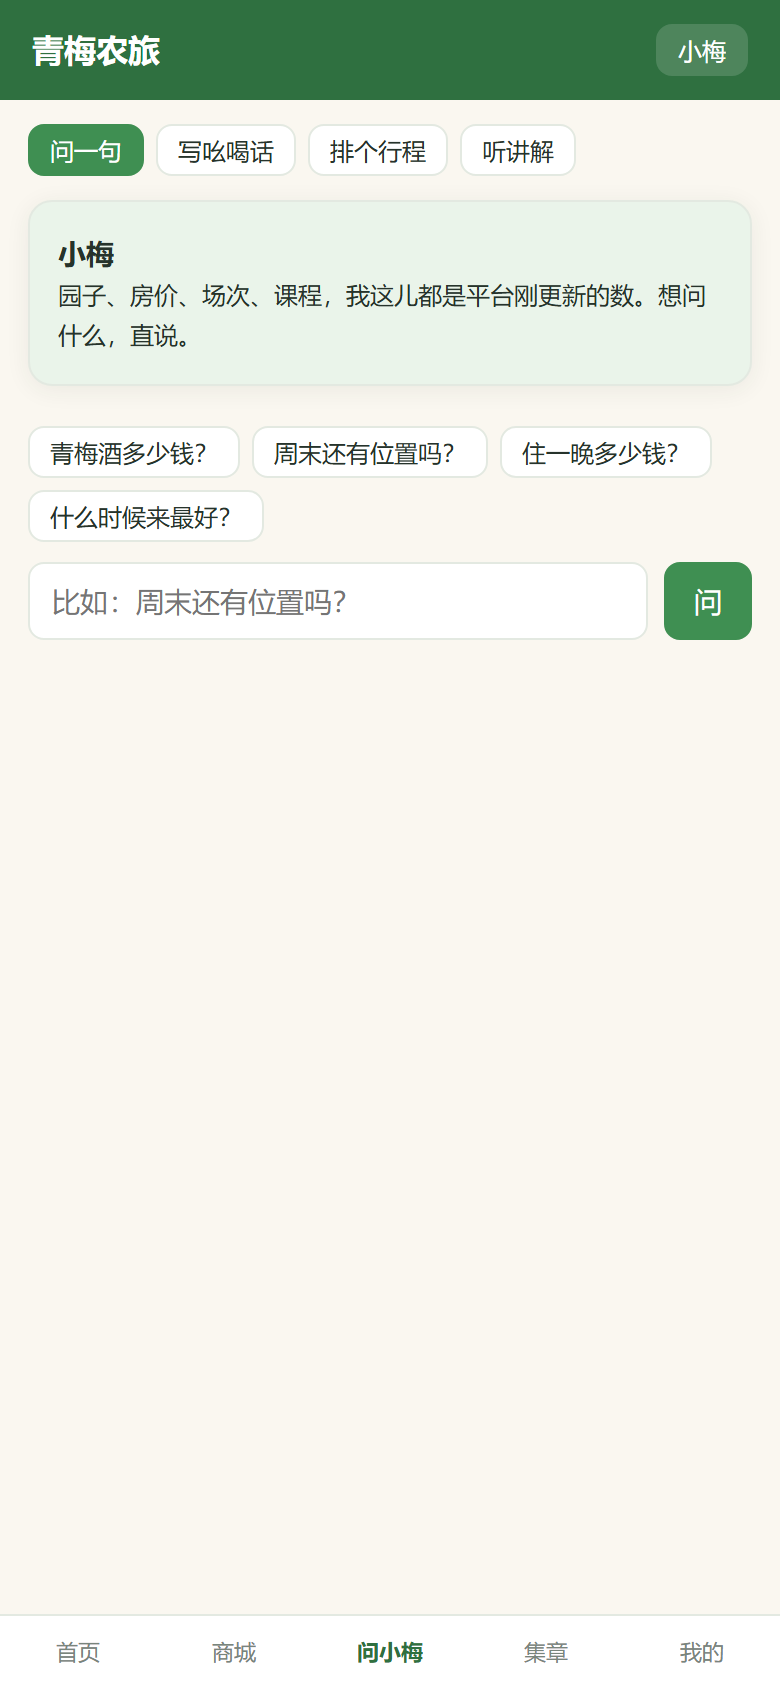 青梅农旅
小梅
问一句
写吆喝话
排个行程
听讲解
小梅
园子、房价、场次、课程，我这儿都是平台刚更新的数。想问
什么，直说。
青梅酒多少钱？
周末还有位置吗？
住一晚多少钱？
什么时候来最好？
比如：周末还有位置吗？
问
首页
商城
问小梅
集章
我的